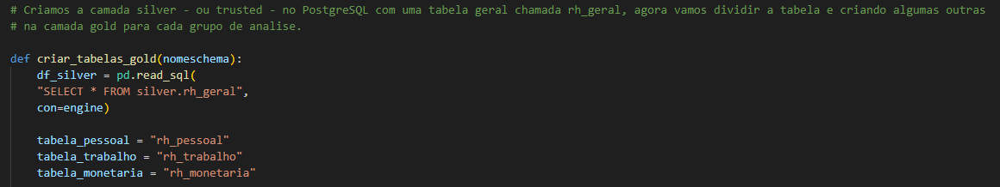 # Criamos a camada silver - ou trusted - no PostgreSQL com uma tabela geral chamada rh_geral, agora vamos dividir a tabela e criando algumas outras
# na camada gold para cada grupo de analise.
def criar_tabelas_gold(nomeschema):
    df_silver = pd.read_sql(
    "SELECT * FROM silver.rh_geral",
    con=engine)
    tabela_pessoal = "rh_pessoal"
    tabela_trabalho = "rh_trabalho"
    tabela_monetaria = "rh_monetaria"